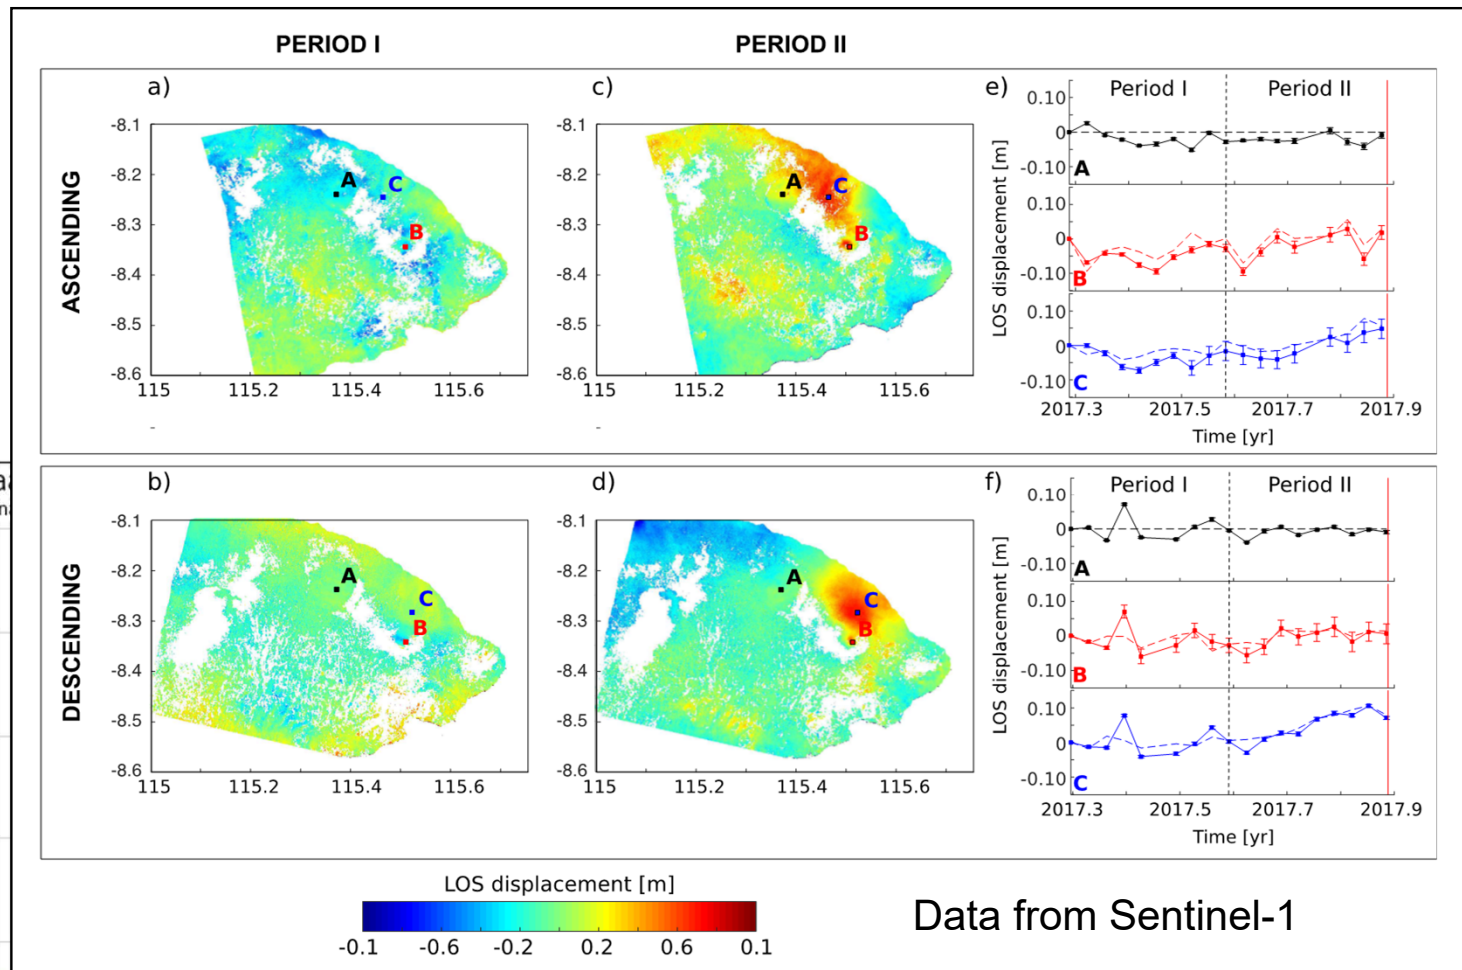 PERIOD I
PERIOD II
ASCENDING
a)
-8.1
-8.2
-8.3
-8.4
-8.5
-8.6
115
115.2
115.4
115.6
A
C
B
-
c)
-8.1
-8.2
-8.3
-8.4
-8.5
-8.6
115
115.2
115.4
115.6
A
C
B
-
e)
Period I
Period II
0.10
0
-0.10
A
0.10
0
-0.10
B
0.10
0
-0.10
C
LOS displacement [m]
2017.3
2017.5
2017.7
2017.9
Time [yr]
DESCENDING
b)
-8.1
-8.2
-8.3
-8.4
-8.5
-8.6
115
115.2
115.4
115.6
A
C
B
d)
-8.1
-8.2
-8.3
-8.4
-8.5
-8.6
115
115.2
115.4
115.6
A
C
B
f)
Period I
Period II
0.10
0
-0.10
A
0.10
0
-0.10
B
0.10
0
-0.10
C
LOS displacement [m]
2017.3
2017.5
2017.7
2017.9
Time [yr]
LOS displacement [m]
-0.1
-0.6
-0.2
0.2
0.6
0.1
Data from Sentinel-1